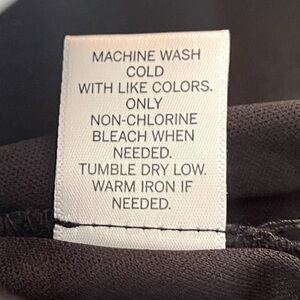 MACHINE WASH
COLD
WITH LIKE COLORS.
ONLY
NON-CHLORINE
BLEACH WHEN
NEEDED.
TUMBLE DRY LOW.
WARM IRON IF
NEEDED.